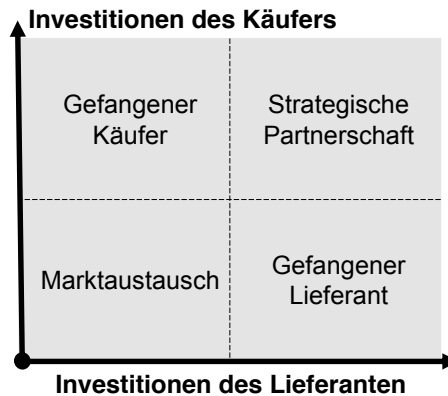 Investitionen des Käufers
Gefangener
Käufer
Strategische
Partnerschaft
Marktaustausch
Gefangener
Lieferant
Investitionen des Lieferanten